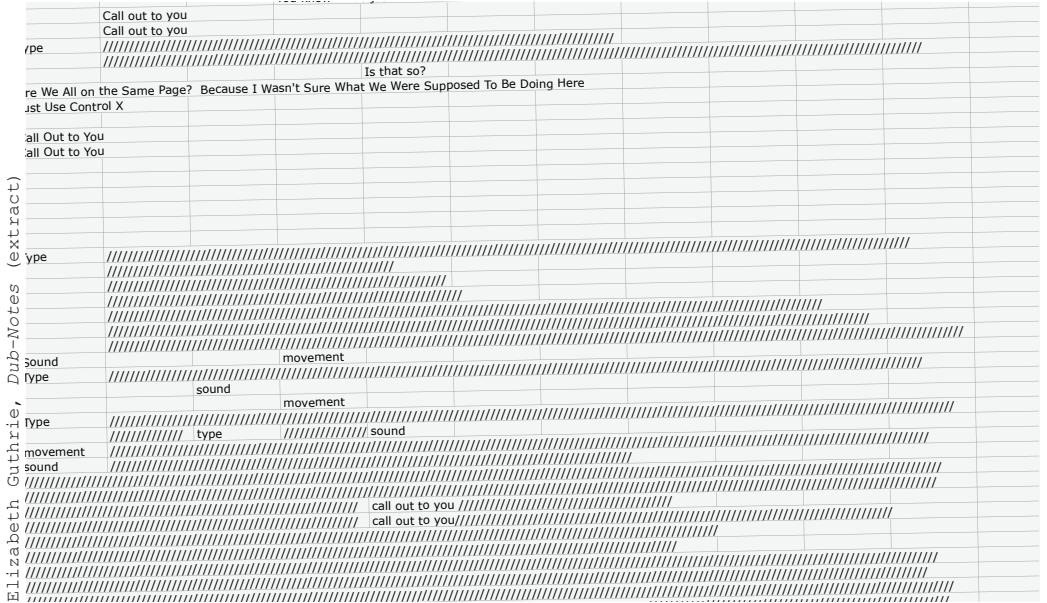 Call out to you
Call out to you
ype ////////////////////////////////////////////////////////////////////////////////////////////////
////////////////////////////////////////////////////////////////////////////////////////////////////////////////////////////////////////////////////////
Is that so?
re We All on the Same Page?  Because I Wasn't Sure What We Were Supposed To Be Doing Here
ust Use Control X
all Out to You
Call Out to You
ype ////////////////////////////////////////////////////////////////////////////////////////////////////////////////////////////////////////////////////////
//////////////////////////////////////////////////////
////////////////////////////////////////////////////////////////
///////////////////////////////////////////////////////////////////
////////////////////////////////////////////////////////////////////////////////////////////////////////////////////////////////////////
////////////////////////////////////////////////////////////////////////////////////////////////////////////////////////////////////////////////
//////////////////////////////////////////////////////////////////////////////////////////////////////////////////////////////////////////////////////////////////
Sound movement
Type //////////////////////////////////////////////////////////////////////////////////////////////////////////////////////////////////////////////////////////
sound
movement
Type ////////////////////////////////////////////////////////////////////////////////////////////////////////////////////////////////////////////////////////////////
////////////// type //////////////// sound
movement ////////////////////////////////////////////////////////////////////////////////////////////////////////////////////////////////////////////////////////////
sound ////////////////////////////////////////////////////////////////////////////////////////////////////
//////////////////////////////////////////////////////////////////////////////////////////////////////////////////////////////////////////////////////////////////////////////
//////////////////////////////////////////////////////////////////////////////////////////////////////////////////////////////////////////////////////////////////////////////
//////////////////////////////////////////////////////////////// call out to you ////////////////////////////////////////
//////////////////////////////////////////////////////////////// call out to you////////////////////////////////////////////////////////////////////////////////////
////////////////////////////////////////////////////////////////////////////////////////////////////////////////////////////////////
////////////////////////////////////////////////////////////////////////////////////////////////////////////////////////////
//////////////////////////////////////////////////////////////////////////////////////////////////////////////////////////////////////////////////////////////////////////////
////////////////////////////////////////////////////////////////////////////////////////////////////////////////////////////////////////////////////////////////////////////
//////////////////////////////////////////////////////////////////////////////////////////////////////////////////////////////////////////////////////////////////////////////////
////////////////////////////////////////////////////////////////////////////////////////////////////////////////////////////////////////////////////////////////////////////////
Elizabeth Guthrie, Dub-Notes (extract)